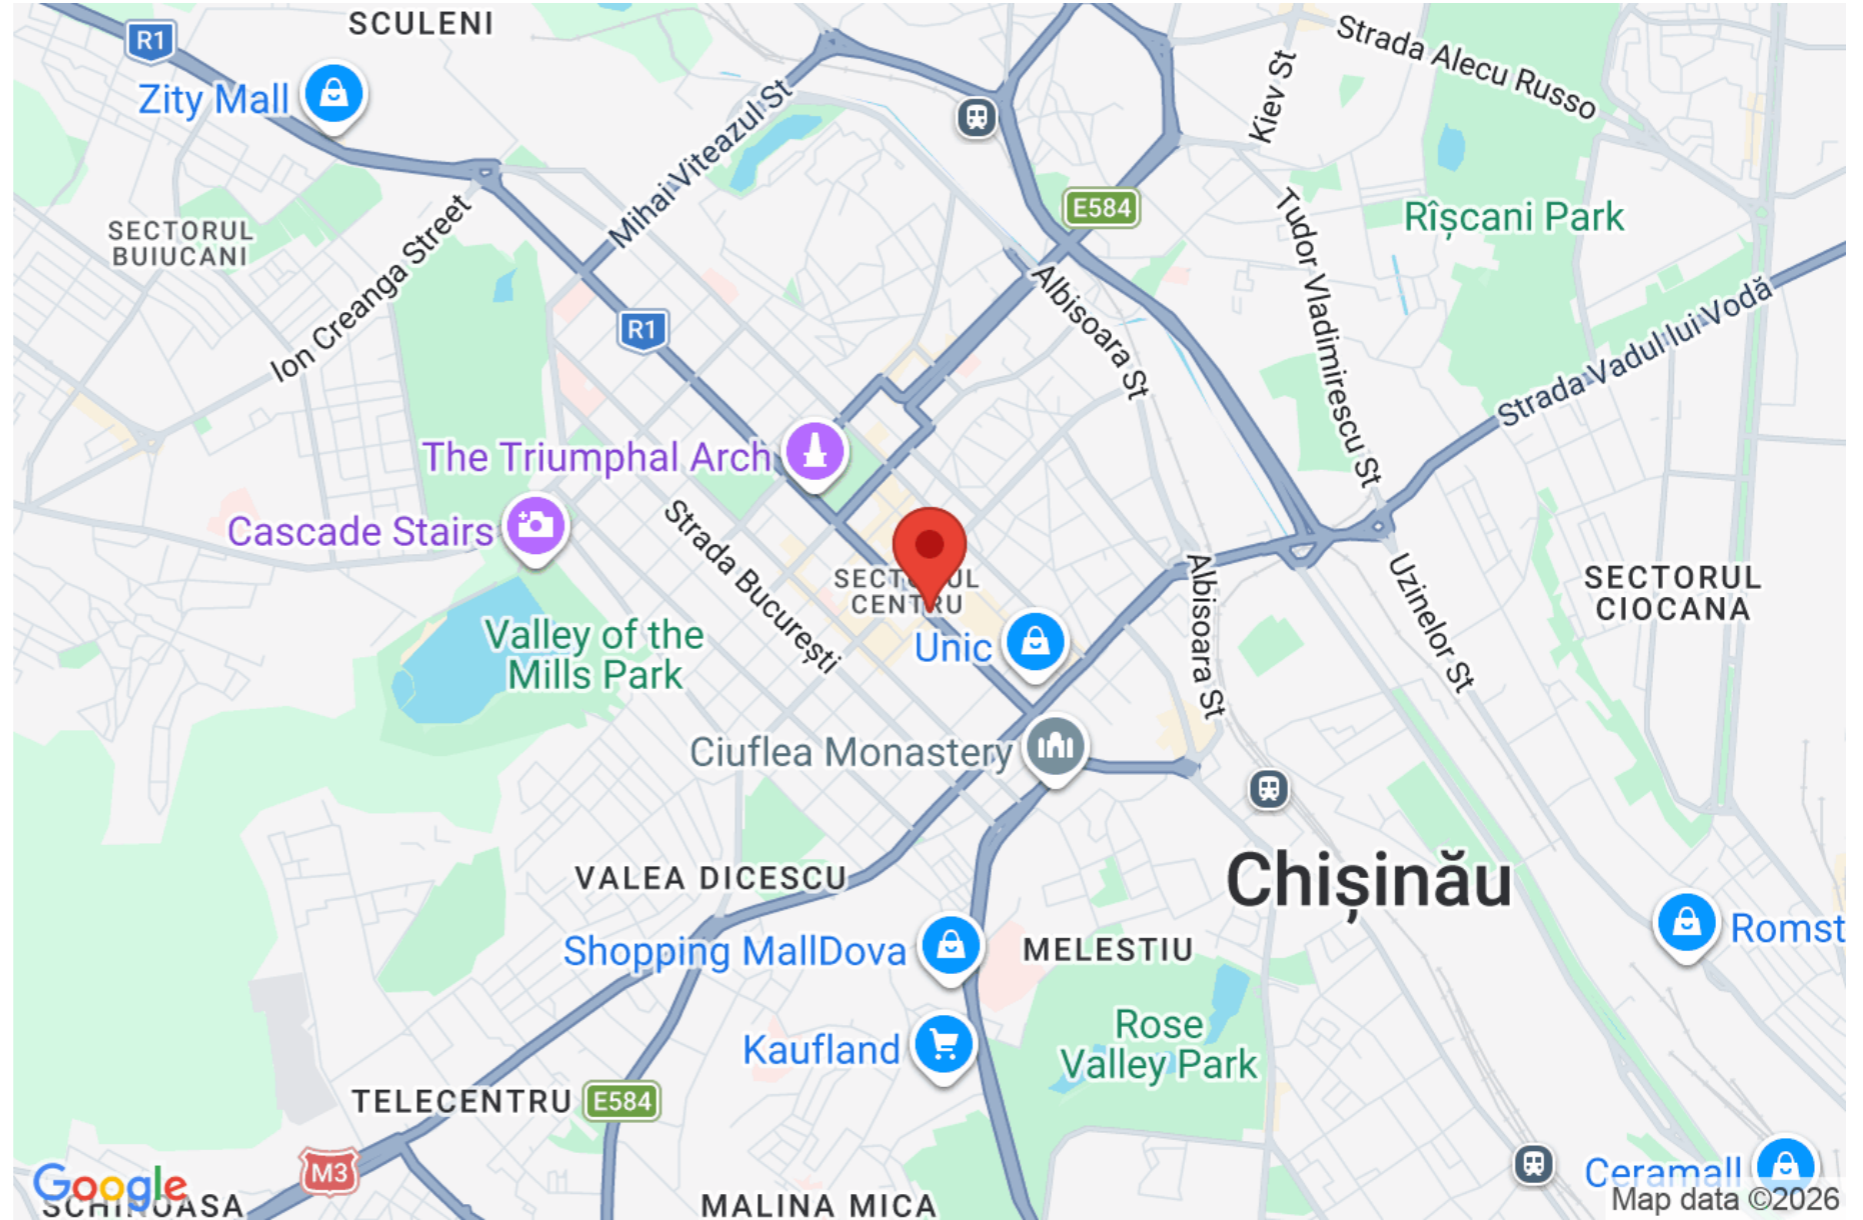 SCULENI
R1
Zity Mall
Mihai Viteazul St
Kiev St
Strada Alecu Russo
E584
SECTORUL
BUIUCANI
Ion Creanga Street
Rîșcani Park
Tudor Vladimirescu St
Albisoara St
R1
Strada Vadul lui Vodă
The Triumphal Arch
Cascade Stairs
Strada București
SECTORUL
CENTRU
Albisoara St
Uzinelor St
SECTORUL
CIOCANA
Valley of the
Mills Park
Unic
Ciuflea Monastery
VALEA DICESCU
Chișinău
Shopping MallDova
MELESTIU
Romst
Rose
Valley Park
Kaufland
TELECENTRU
E584
M3
Ceramall
Google
SCHINOASA
MALINA MICA
Map data ©2026